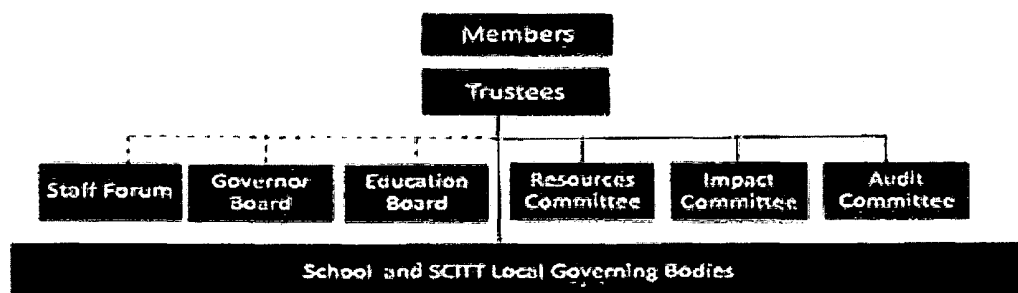 Members
Trustees
Staff Forum
Governor
Board
Education
Board
Resources
Committee
Impact
Committee
Audit
Committee
School and SCITT Local Governing Bodies